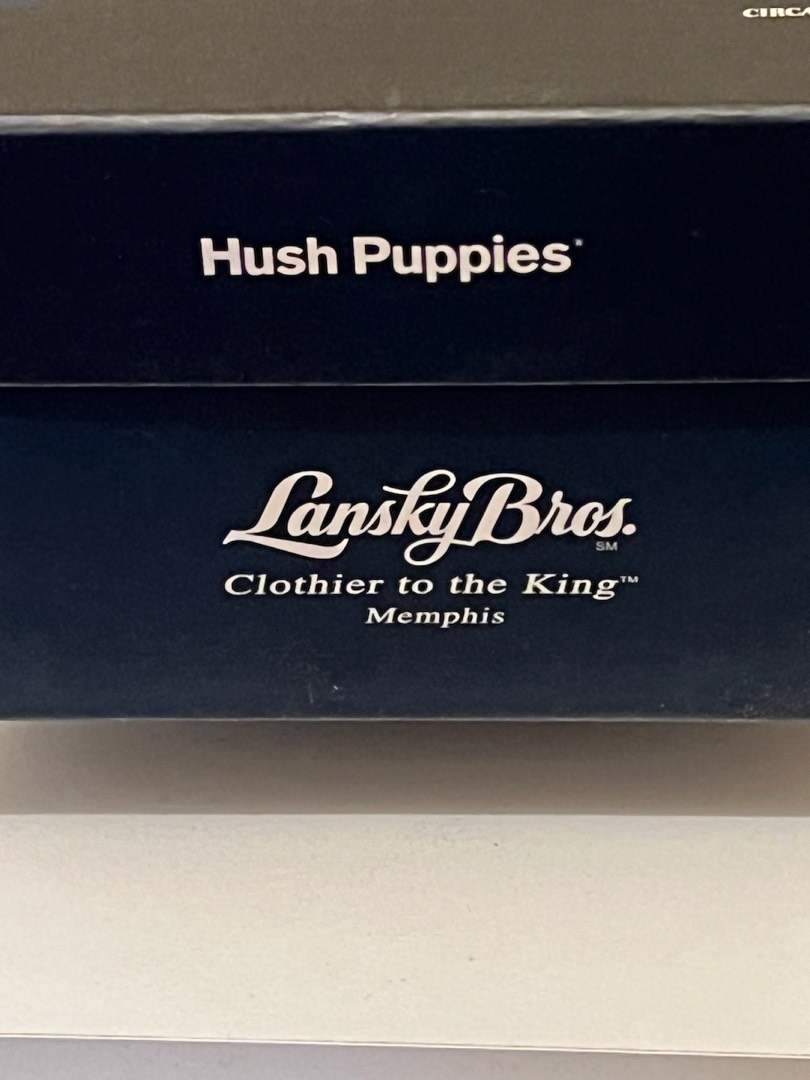 Hush Puppies
Lansky Bros.
SM
Clothier to the King™
Memphis